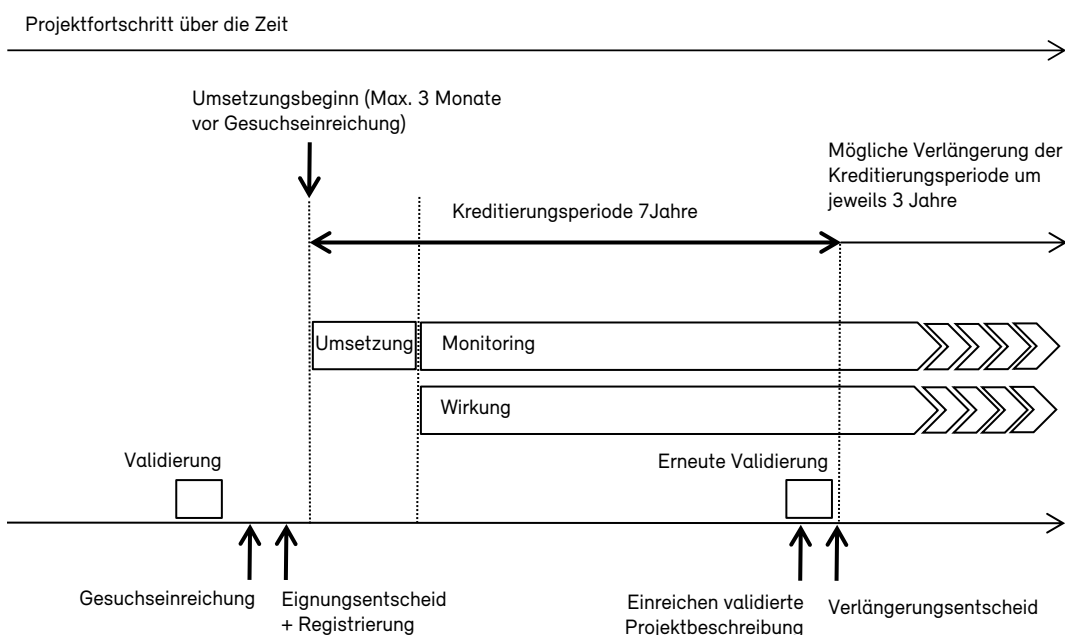 Projektfortschritt über die Zeit
Umsetzungsbeginn (Max. 3 Monate
vor Gesuchseinreichung)
Mögliche Verlängerung der
Kreditierungsperiode um
jeweils 3 Jahre
Kreditierungsperiode 7Jahre
Umsetzung
Monitoring
Wirkung
Validierung
Erneute Validierung
Gesuchseinreichung
Eignungsentscheid
+ Registrierung
Einreichen validierte
Projektbeschreibung
Verlängerungsentscheid